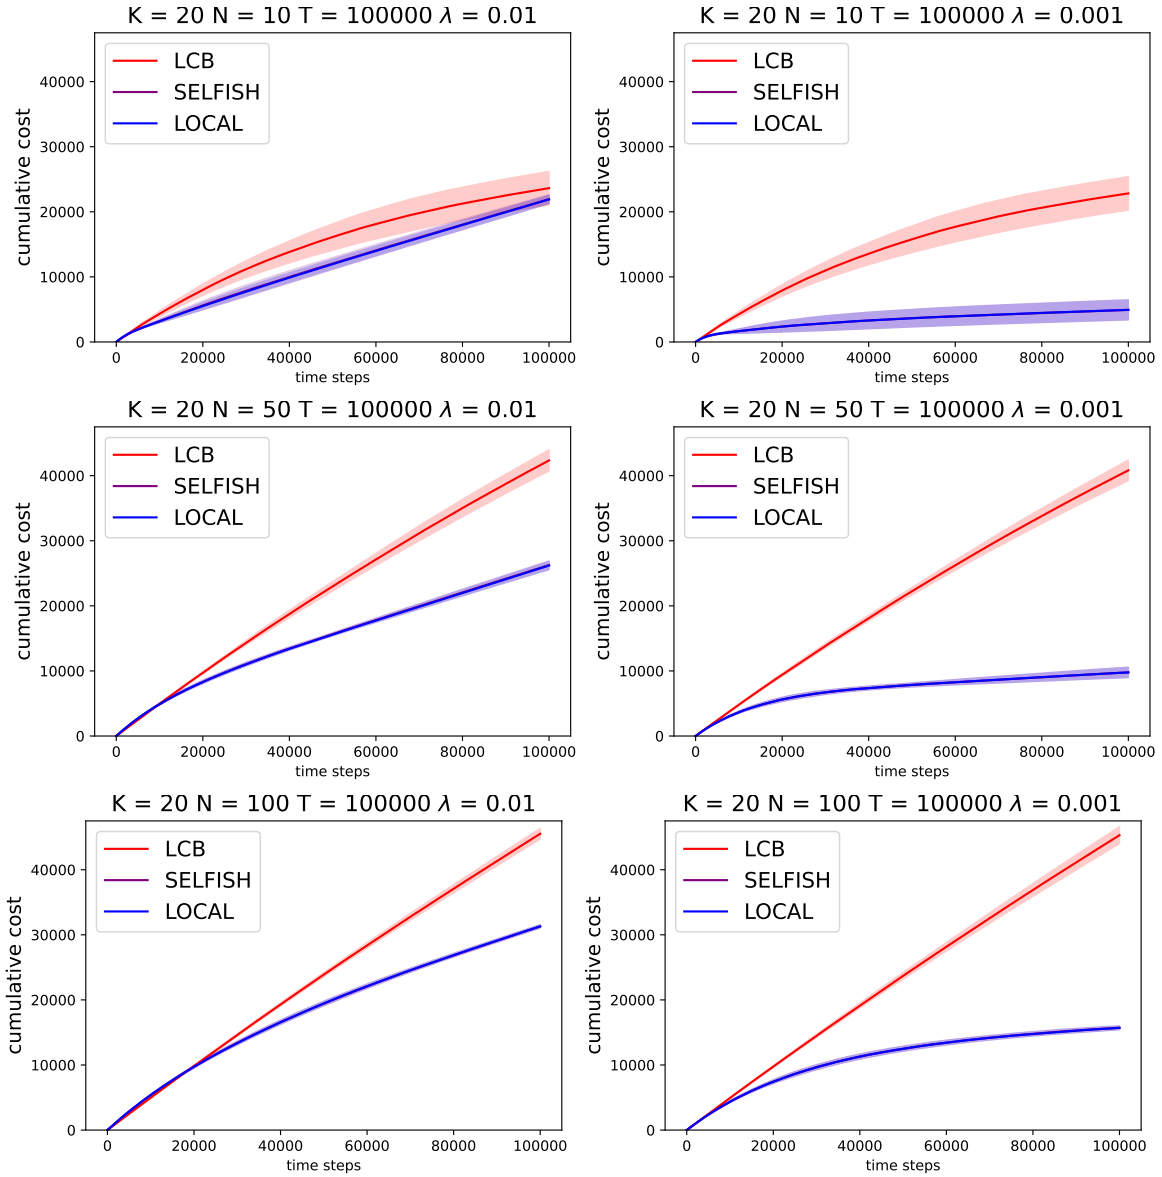 K = 20 N = 10 T = 100000 λ = 0.01
LCB
SELFISH
LOCAL
40000
30000
20000
10000
0
cumulative cost
0 20000 40000 60000 80000 100000
time steps
K = 20 N = 10 T = 100000 λ = 0.001
LCB
SELFISH
LOCAL
40000
30000
20000
10000
0
cumulative cost
0 20000 40000 60000 80000 100000
time steps
K = 20 N = 50 T = 100000 λ = 0.01
LCB
SELFISH
LOCAL
40000
30000
20000
10000
0
cumulative cost
0 20000 40000 60000 80000 100000
time steps
K = 20 N = 50 T = 100000 λ = 0.001
LCB
SELFISH
LOCAL
40000
30000
20000
10000
0
cumulative cost
0 20000 40000 60000 80000 100000
time steps
K = 20 N = 100 T = 100000 λ = 0.01
LCB
SELFISH
LOCAL
40000
30000
20000
10000
0
cumulative cost
0 20000 40000 60000 80000 100000
time steps
K = 20 N = 100 T = 100000 λ = 0.001
LCB
SELFISH
LOCAL
40000
30000
20000
10000
0
cumulative cost
0 20000 40000 60000 80000 100000
time steps